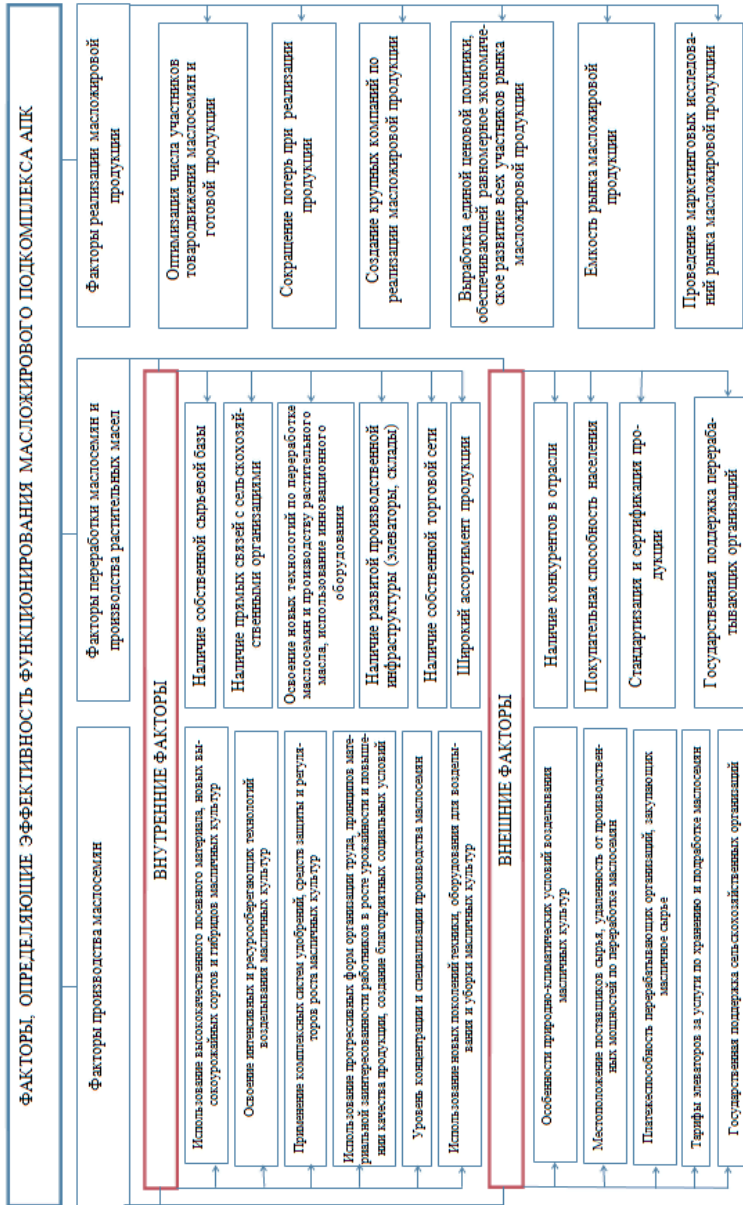 ФАКТОРЫ, ОПРЕДЕЛЯЮЩИЕ ЭФФЕКТИВНОСТЬ ФУНКЦИОНИРОВАНИЯ МАСЛОЖИРОВОГО ПОДКОМПЛЕКСА АПК
Факторы производства маслосемян
Факторы переработки маслосемян и
производства растительных масел
Факторы реализации масложировой
продукции
ВНУТРЕННИЕ ФАКТОРЫ
Использование высококачественного посевного материала, новых вы-
сокоурожайных сортов и гибридов масличных культур
Освоение интенсивных и ресурсосберегающих технологий
возделывания масличных культур
Применение комплексных систем удобрений, средств защиты и регуля-
торов роста масличных культур
Использование прогрессивных форм организации труда, принципов мате-
риальной заинтересованности работников в росте урожайности и повыше-
нии качества продукции, создание благоприятных социальных условий
Уровень концентрации и специализации производства маслосемян
Использование новых поколений техники, оборудования для возделы-
вания и уборки масличных культур
Наличие собственной сырьевой базы
Наличие прямых связей с сельскохозяй-
ственными организациями
Освоение новых технологий по переработке
маслосемян и производству растительного
масла, использование инновационного
оборудования
Наличие развитой производственной
инфраструктуры (элеваторы, склады)
Наличие собственной торговой сети
Широкий ассортимент продукции
ВНЕШНИЕ ФАКТОРЫ
Особенности природно-климатических условий возделывания
масличных культур
Местоположение поставщиков сырья, удаленность от производствен-
ных мощностей по переработке маслосемян
Платежеспособность перерабатывающих организаций, закупающих
масличное сырье
Тарифы элеваторов за услуги по хранению и подработке маслосемян
Государственная поддержка сельскохозяйственных организаций
Наличие конкурентов в отрасли
Покупательная способность населения
Стандартизация и сертификация про-
дукции
Государственная поддержка перераба-
тывающих организаций
Оптимизация числа участников
товародвижения маслосемян и
готовой продукции
Сокращение потерь при реализации
продукции
Создание крупных компаний по
реализации масложировой продукции
Выработка единой ценовой политики,
обеспечивающей равномерное экономиче-
ское развитие всех участников рынка
масложировой продукции
Емкость рынка масложировой
продукции
Проведение маркетинговых исследова-
ний рынка масложировой продукции